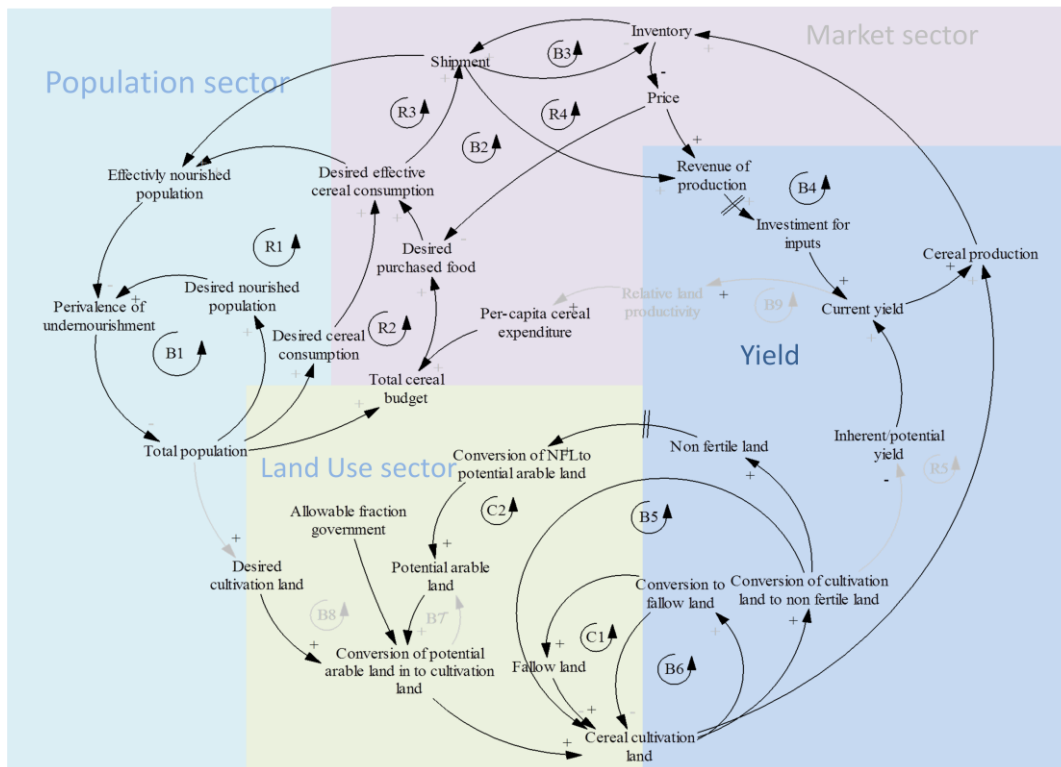 Inventory
Market sector
B3
Shipment
Population sector
Price
R3
R4
B2
Effectivly nourished
population
Desired effective
cereal consumption
Revenue of
production
B4
Investiment for
inputs
R1
Desired
purchased food
Cereal production
Perivalence of
undernourishment
Desired nourished
population
Relative land
productivity
B9
Current yield
Per-capita cereal
expenditure
Desired cereal
consumption
R2
B1
Yield
Total cereal
budget
Total population
Land Use sector
Conversion of NFLto
potential arable land
Non fertile land
Inherent/potential
yield
R5
Allowable fraction
government
C2
B5
Desired
cultivation land
Potential arable
land
Conversion to
fallow land
Conversion of cultivation
land to non fertile land
B8
B7
C1
Conversion of potential
arable land in to cultivation
land
Fallow land
B6
Cereal cultivation
land